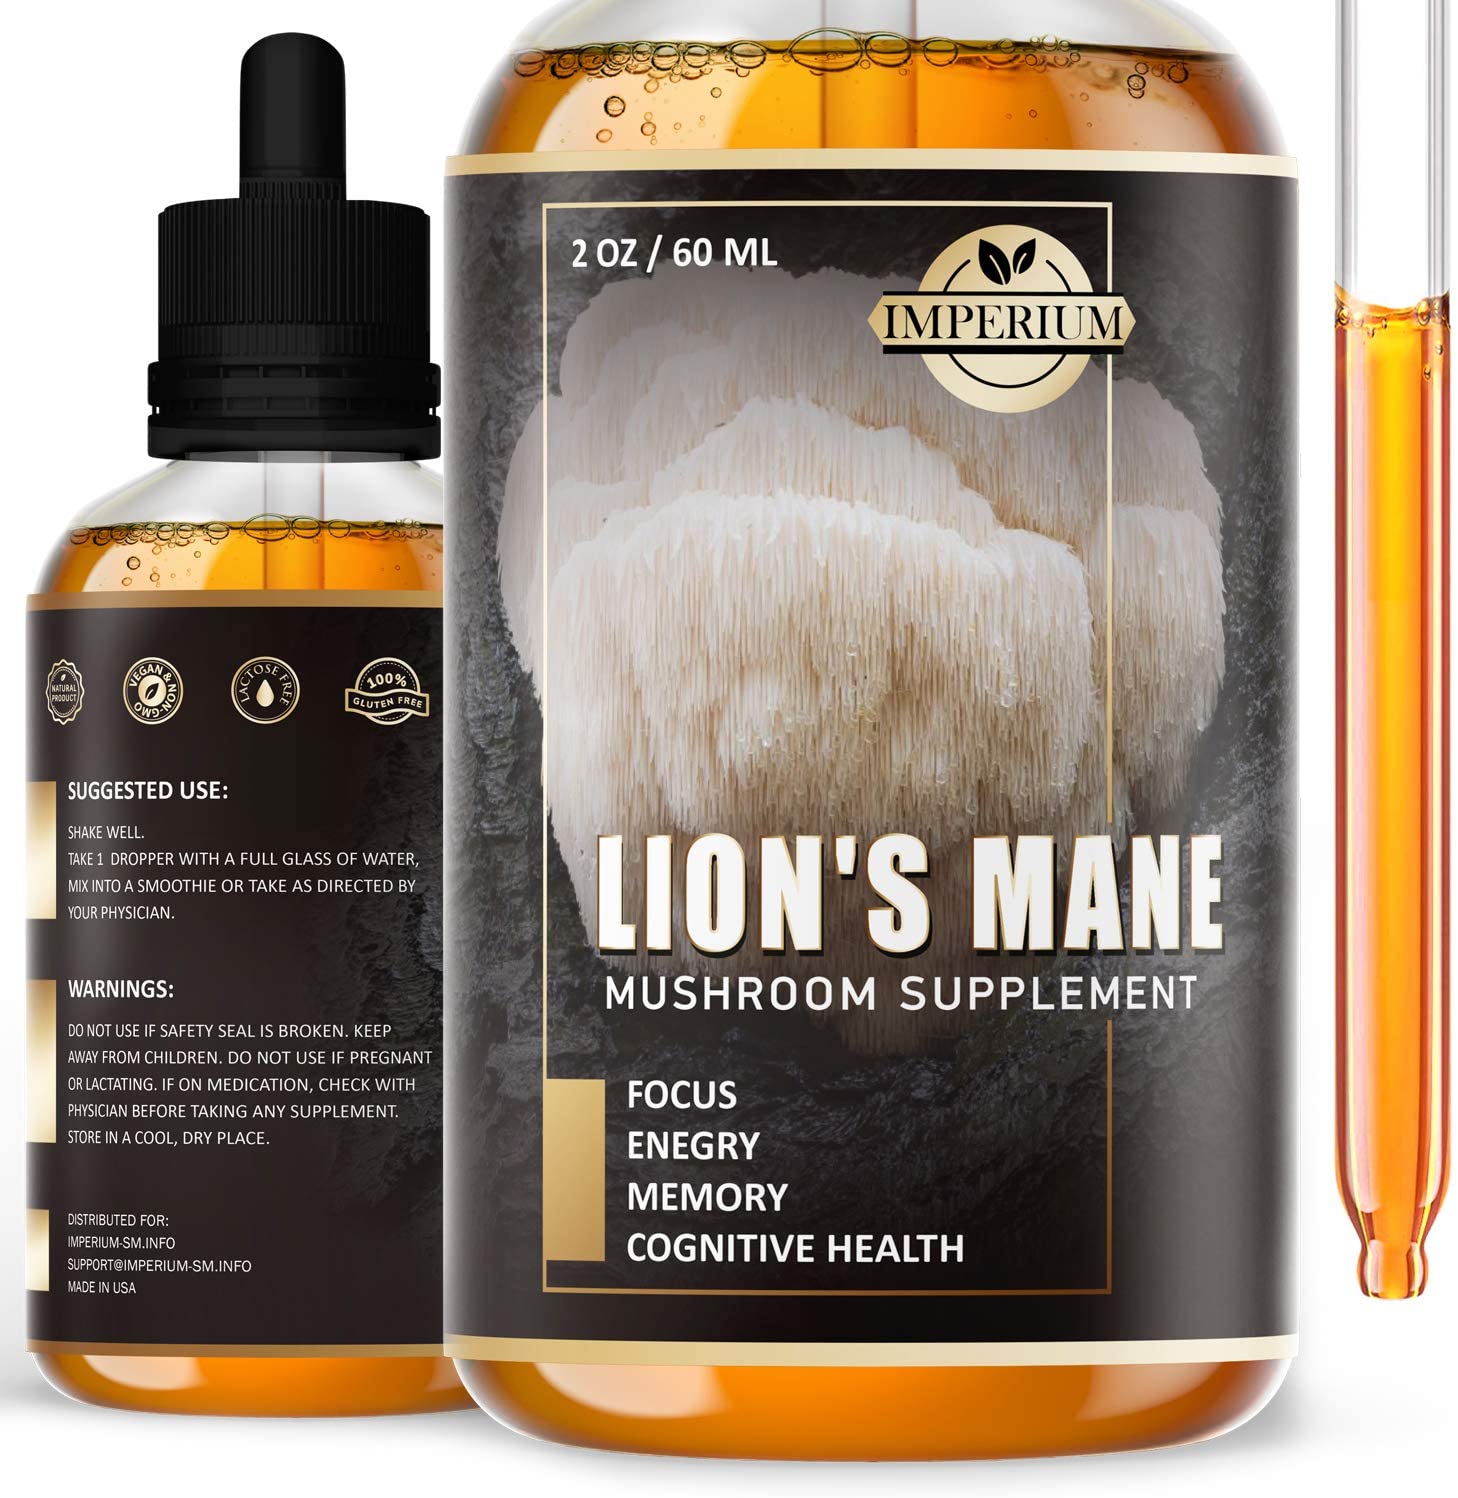 NATURAL
PRODUCT
VEGAN & NON-GMO
LACTOSE FREE
100%
GLUTEN FREE
SUGGESTED USE:
SHAKE WELL.
TAKE 1 DROPPER WITH A FULL GLASS OF WATER,
MIX INTO A SMOOTHIE OR TAKE AS DIRECTED BY
YOUR PHYSICIAN.
WARNINGS:
DO NOT USE IF SAFETY SEAL IS BROKEN. KEEP
AWAY FROM CHILDREN. DO NOT USE IF PREGNANT
OR LACTATING. IF ON MEDICATION, CHECK WITH
PHYSICIAN BEFORE TAKING ANY SUPPLEMENT.
STORE IN A COOL, DRY PLACE.
DISTRIBUTED FOR:
IMPERIUM-SM.INFO
SUPPORT@IMPERIUM-SM.INFO
MADE IN USA
2 OZ / 60 ML
IMPERIUM
LION'S MANE
MUSHROOM SUPPLEMENT
FOCUS
ENEGRY
MEMORY
COGNITIVE HEALTH